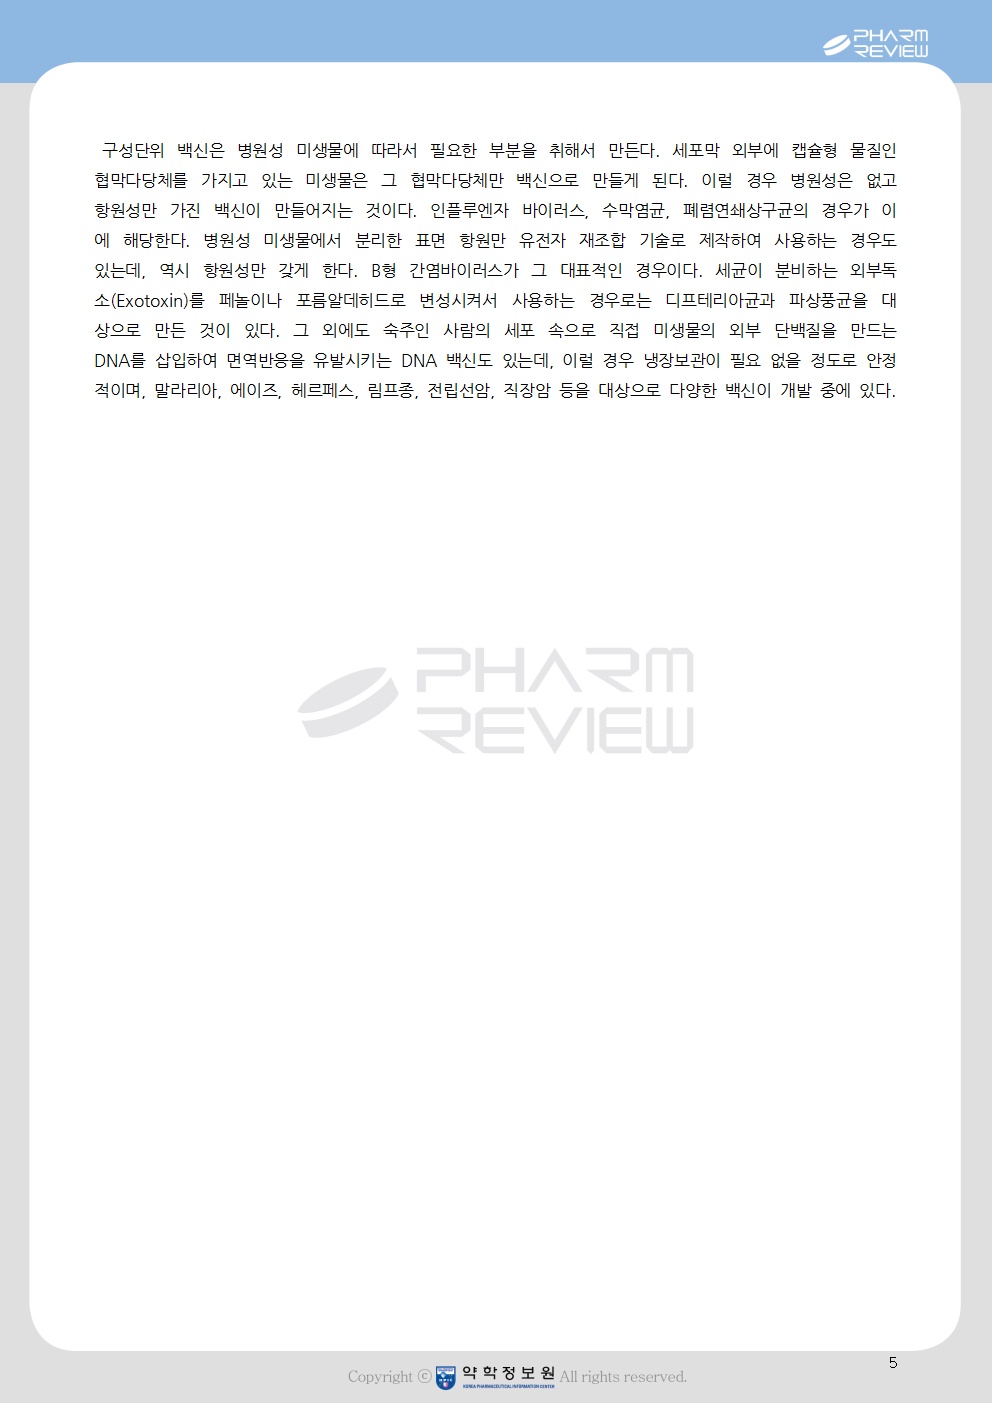 PHARM
REVIEW
구성단위 백신은 병원성 미생물에 따라서 필요한 부분을 취해서 만든다. 세포막 외부에 캡슐형 물질인
협막다당체를 가지고 있는 미생물은 그 협막다당체만 백신으로 만들게 된다. 이럴 경우 병원성은 없고
항원성만 가진 백신이 만들어지는 것이다. 인플루엔자 바이러스, 수막염균, 폐렴연쇄상구균의 경우가 이
에 해당한다. 병원성 미생물에서 분리한 표면 항원만 유전자 재조합 기술로 제작하여 사용하는 경우도
있는데, 역시 항원성만 갖게 한다. B형 간염바이러스가 그 대표적인 경우이다. 세균이 분비하는 외부독
소(Exotoxin)를 페놀이나 포름알데히드로 변성시켜서 사용하는 경우로는 디프테리아균과 파상풍균을 대
상으로 만든 것이 있다. 그 외에도 숙주인 사람의 세포 속으로 직접 미생물의 외부 단백질을 만드는
DNA를 삽입하여 면역반응을 유발시키는 DNA 백신도 있는데, 이럴 경우 냉장보관이 필요 없을 정도로 안정
적이며, 말라리아, 에이즈, 헤르페스, 림프종, 전립선암, 직장암 등을 대상으로 다양한 백신이 개발 중에 있다.
PHARM
REVIEW
5
Copyright ⓒ 약학정보원 All rights reserved.
KOREA PHARMACEUTICAL INFORMATION CENTER